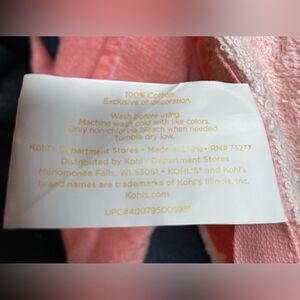 100% Cotton
Exclusive of decoration.
Wash before using.
Machine wash cold with like colors.
Only non-chlorine bleach when needed
Tumble dry low.
Kohl's Department Stores • Made in China • RN# 73277
Distributed by Kohl's Department Stores
Menomonee Falls, WI 53051 • KOHL'S® and Kohl's
brand names are trademarks of Kohl's Illinois, Inc.
Kohls.com